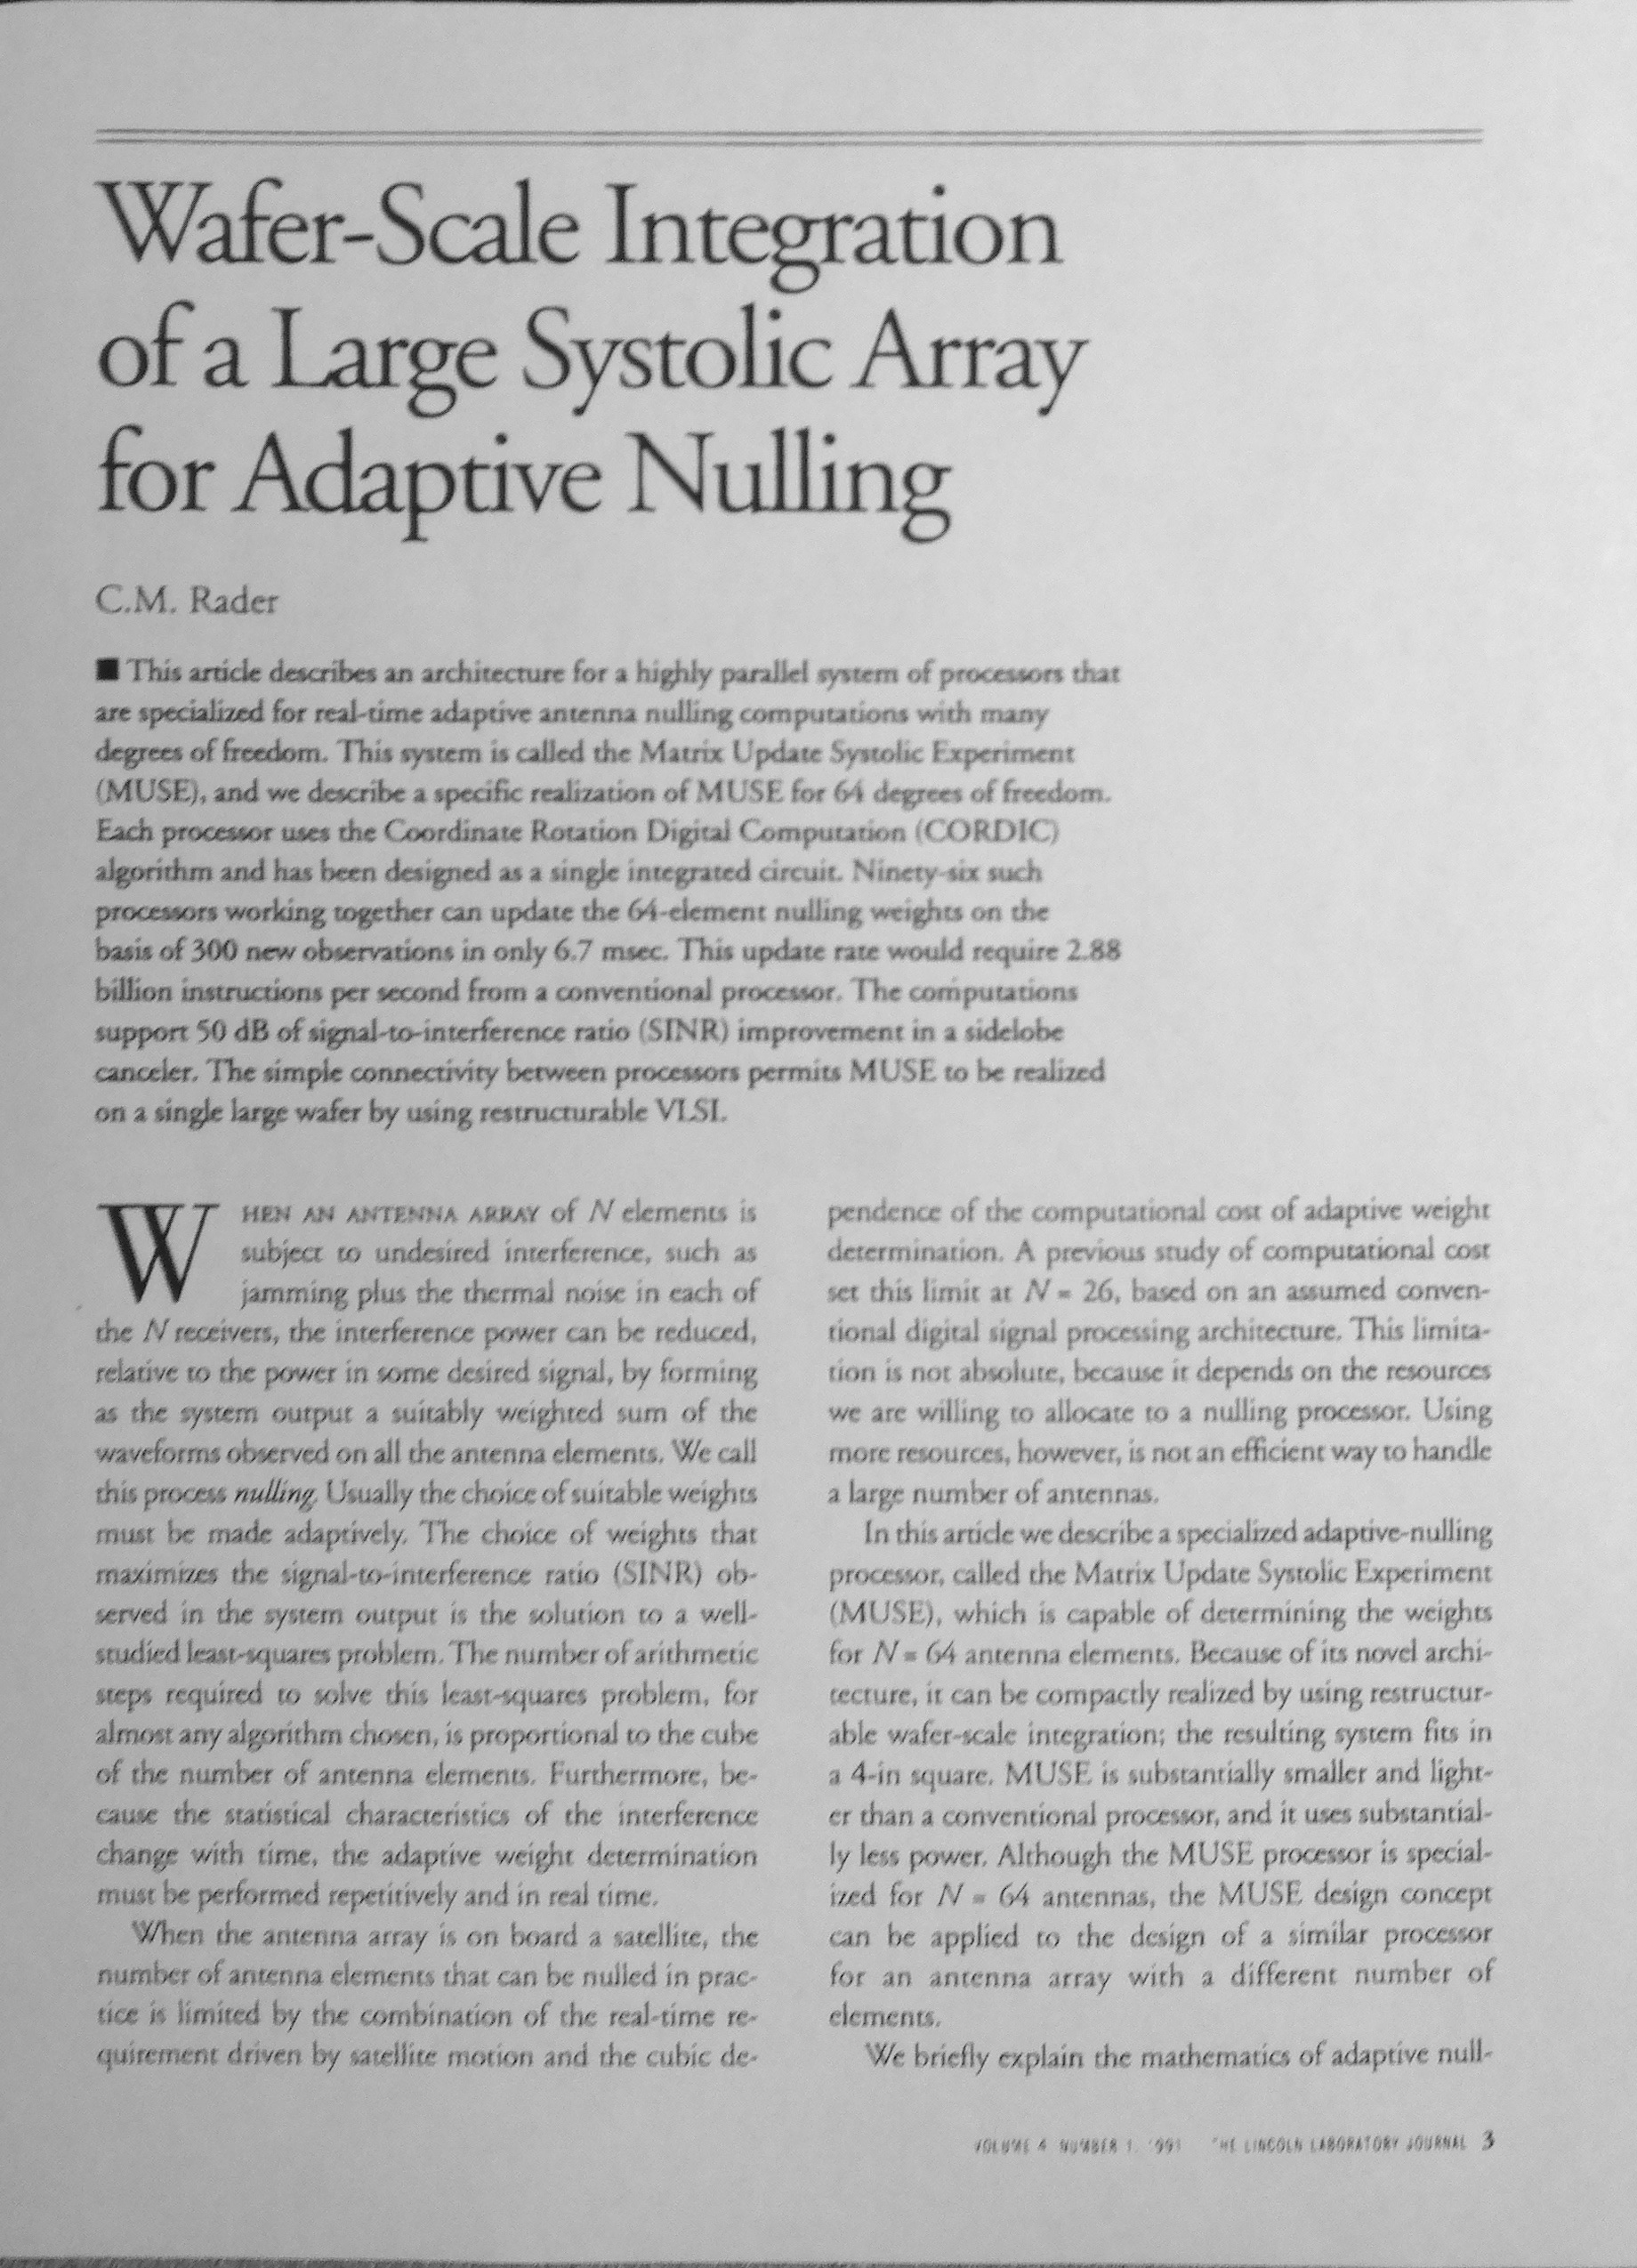 Wafer-Scale Integration
of a Large Systolic Array
for Adaptive Nulling
C.M. Rader
■ This article describes an architecture for a highly parallel system of processors that
are specialized for real-time adaptive antenna nulling computations with many
degrees of freedom. This system is called the Matrix Update Systolic Experiment
(MUSE), and we describe a specific realization of MUSE for 64 degrees of freedom.
Each processor uses the Coordinate Rotation Digital Computation (CORDIC)
algorithm and has been designed as a single integrated circuit. Ninety-six such
processors working together can update the 64-element nulling weights on the
basis of 300 new observations in only 6.7 msec. This update rate would require 2.88
billion instructions per second from a conventional processor. The computations
support 50 dB of signal-to-interference ratio (SINR) improvement in a sidelobe
canceler. The simple connectivity between processors permits MUSE to be realized
on a single large wafer by using restructurable VLSI.
WHEN AN ANTENNA ARRAY of N elements is
subject to undesired interference, such as
jamming plus the thermal noise in each of
the N receivers, the interference power can be reduced,
relative to the power in some desired signal, by forming
as the system output a suitably weighted sum of the
waveforms observed on all the antenna elements. We call
this process nulling. Usually the choice of suitable weights
must be made adaptively. The choice of weights that
maximizes the signal-to-interference ratio (SINR) ob-
served in the system output is the solution to a well-
studied least-squares problem. The number of arithmetic
steps required to solve this least-squares problem, for
almost any algorithm chosen, is proportional to the cube
of the number of antenna elements. Furthermore, be-
cause the statistical characteristics of the interference
change with time, the adaptive weight determination
must be performed repetitively and in real time.
When the antenna array is on board a satellite, the
number of antenna elements that can be nulled in prac-
tice is limited by the combination of the real-time re-
quirement driven by satellite motion and the cubic de-
pendence of the computational cost of adaptive weight
determination. A previous study of computational cost
set this limit at N = 26, based on an assumed conven-
tional digital signal processing architecture. This limita-
tion is not absolute, because it depends on the resources
we are willing to allocate to a nulling processor. Using
more resources, however, is not an efficient way to handle
a large number of antennas.
In this article we describe a specialized adaptive-nulling
processor, called the Matrix Update Systolic Experiment
(MUSE), which is capable of determining the weights
for N = 64 antenna elements. Because of its novel archi-
tecture, it can be compactly realized by using restructur-
able wafer-scale integration; the resulting system fits in
a 4-in square. MUSE is substantially smaller and light-
er than a conventional processor, and it uses substantial-
ly less power. Although the MUSE processor is special-
ized for N = 64 antennas, the MUSE design concept
can be applied to the design of a similar processor
for an antenna array with a different number of
elements.
We briefly explain the mathematics of adaptive null-
VOLUME 4 NUMBER 1, 1991 THE LINCOLN LABORATORY JOURNAL 3